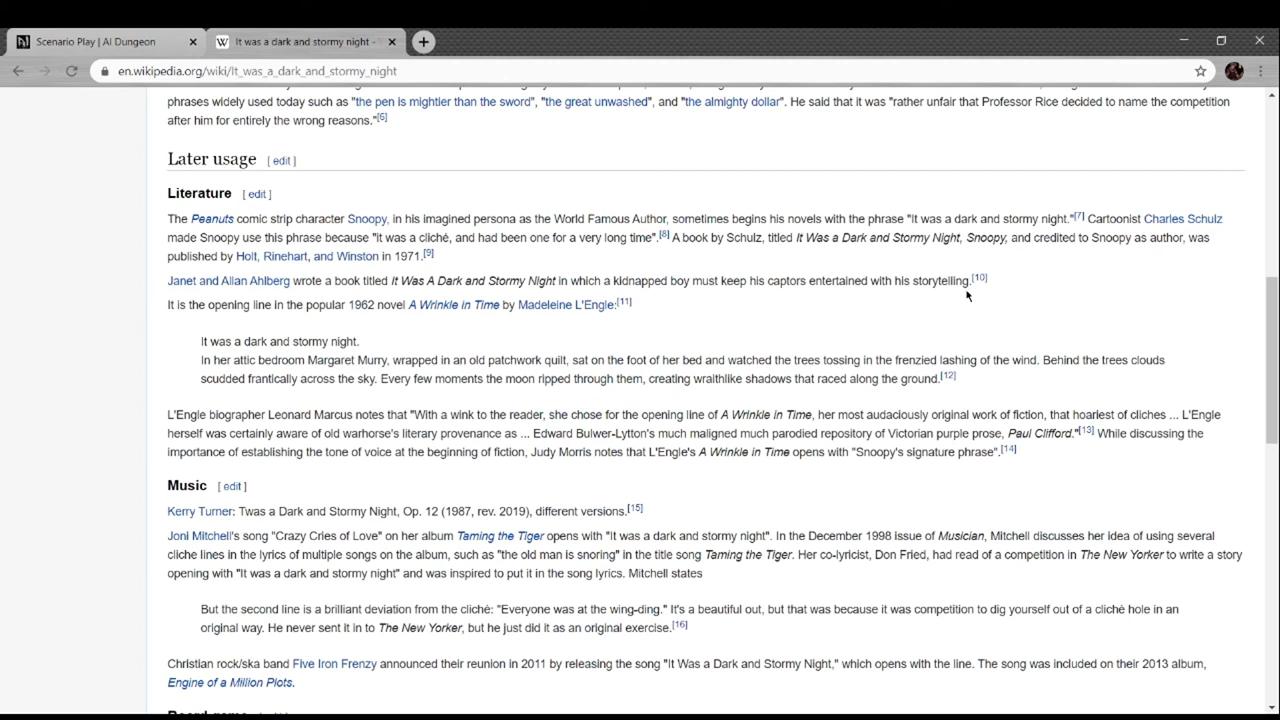 Scenario Play | AI Dungeon
It was a dark and stormy night -
en.wikipedia.org/wiki/It_was_a_dark_and_stormy_night
phrases widely used today such as "the pen is mightier than the sword", "the great unwashed", and "the almighty dollar". He said that it was "rather unfair that Professor Rice decided to name the competition
after him for entirely the wrong reasons."[6]
Later usage [ edit ]
Literature [ edit ]
The Peanuts comic strip character Snoopy, in his imagined persona as the World Famous Author, sometimes begins his novels with the phrase "It was a dark and stormy night."[7] Cartoonist Charles Schulz
made Snoopy use this phrase because "it was a cliché, and had been one for a very long time".[8] A book by Schulz, titled It Was a Dark and Stormy Night, Snoopy, and credited to Snoopy as author, was
published by Holt, Rinehart, and Winston in 1971.[9]
Janet and Allan Ahlberg wrote a book titled It Was A Dark and Stormy Night in which a kidnapped boy must keep his captors entertained with his storytelling.[10]
It is the opening line in the popular 1962 novel A Wrinkle in Time by Madeleine L'Engle:[11]
It was a dark and stormy night.
In her attic bedroom Margaret Murry, wrapped in an old patchwork quilt, sat on the foot of her bed and watched the trees tossing in the frenzied lashing of the wind. Behind the trees clouds
scudded frantically across the sky. Every few moments the moon ripped through them, creating wraithlike shadows that raced along the ground.[12]
L'Engle biographer Leonard Marcus notes that "With a wink to the reader, she chose for the opening line of A Wrinkle in Time, her most audaciously original work of fiction, that hoariest of cliches ... L'Engle
herself was certainly aware of old warhorse's literary provenance as ... Edward Bulwer-Lytton's much maligned much parodied repository of Victorian purple prose, Paul Clifford."[13] While discussing the
importance of establishing the tone of voice at the beginning of fiction, Judy Morris notes that L'Engle's A Wrinkle in Time opens with "Snoopy's signature phrase".[14]
Music [ edit ]
Kerry Turner: Twas a Dark and Stormy Night, Op. 12 (1987, rev. 2019), different versions.[15]
Joni Mitchell's song "Crazy Cries of Love" on her album Taming the Tiger opens with "It was a dark and stormy night". In the December 1998 issue of Musician, Mitchell discusses her idea of using several
cliche lines in the lyrics of multiple songs on the album, such as "the old man is snoring" in the title song Taming the Tiger. Her co-lyricist, Don Fried, had read of a competition in The New Yorker to write a story
opening with "It was a dark and stormy night" and was inspired to put it in the song lyrics. Mitchell states
But the second line is a brilliant deviation from the cliché: "Everyone was at the wing-ding." It's a beautiful out, but that was because it was competition to dig yourself out of a cliché hole in an
original way. He never sent it in to The New Yorker, but he just did it as an original exercise.[16]
Christian rock/ska band Five Iron Frenzy announced their reunion in 2011 by releasing the song "It Was a Dark and Stormy Night," which opens with the line. The song was included on their 2013 album,
Engine of a Million Plots.